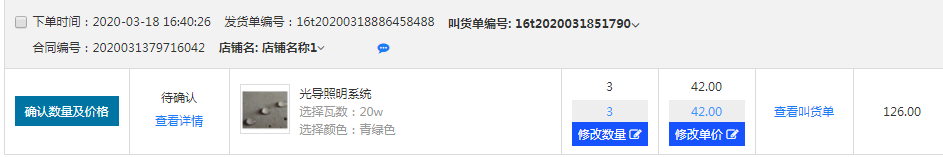 下单时间：2020-03-18 16:40:26 发货单编号：16t20200318886458488 叫货单编号: 16t2020031851790
合同编号：2020031379716042 店铺名: 店铺名称1
确认数量及价格
待确认
查看详情
光导照明系统
选择瓦数：20w
选择颜色：青绿色
3
3
修改数量
42.00
42.00
修改单价
查看叫货单
126.00